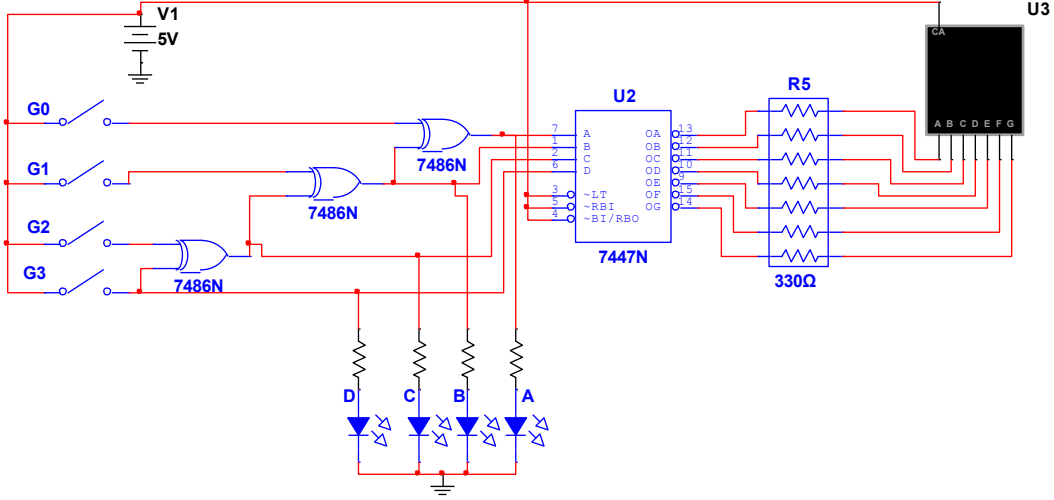 V1
5V
U3
CA
A B C D E F G
G0
G1
G2
G3
7486N
7486N
7486N
U2
7 A OA 13
1 B OB 12
2 C OC 11
6 D OD 10
OE 9
3 ~LT OF 15
5 ~RBI OG 14
4 ~BI/RBO
7447N
R5
330Ω
D C B A